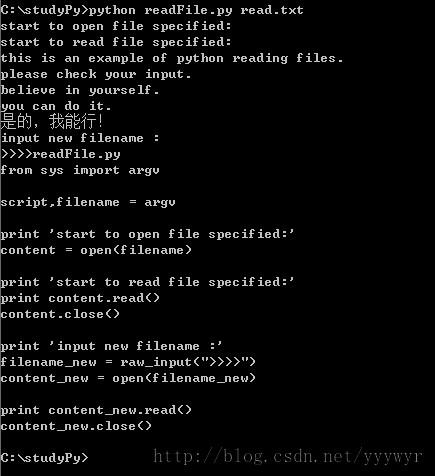 C:\studyPy>python readFile.py read.txt
start to open file specified:
start to read file specified:
this is an example of python reading files.
please check your input.
believe in yourself.
you can do it.
是的，我能行！
input new filename :
>>>>readFile.py
from sys import argv
script,filename = argv
print 'start to open file specified:'
content = open(filename)
print 'start to read file specified:'
print content.read()
content.close()
print 'input new filename :'
filename_new = raw_input(">>>>")
content_new = open(filename_new)
print content_new.read()
content_new.close()
C:\studyPy>
http://blog.csdn.net/yyywyr